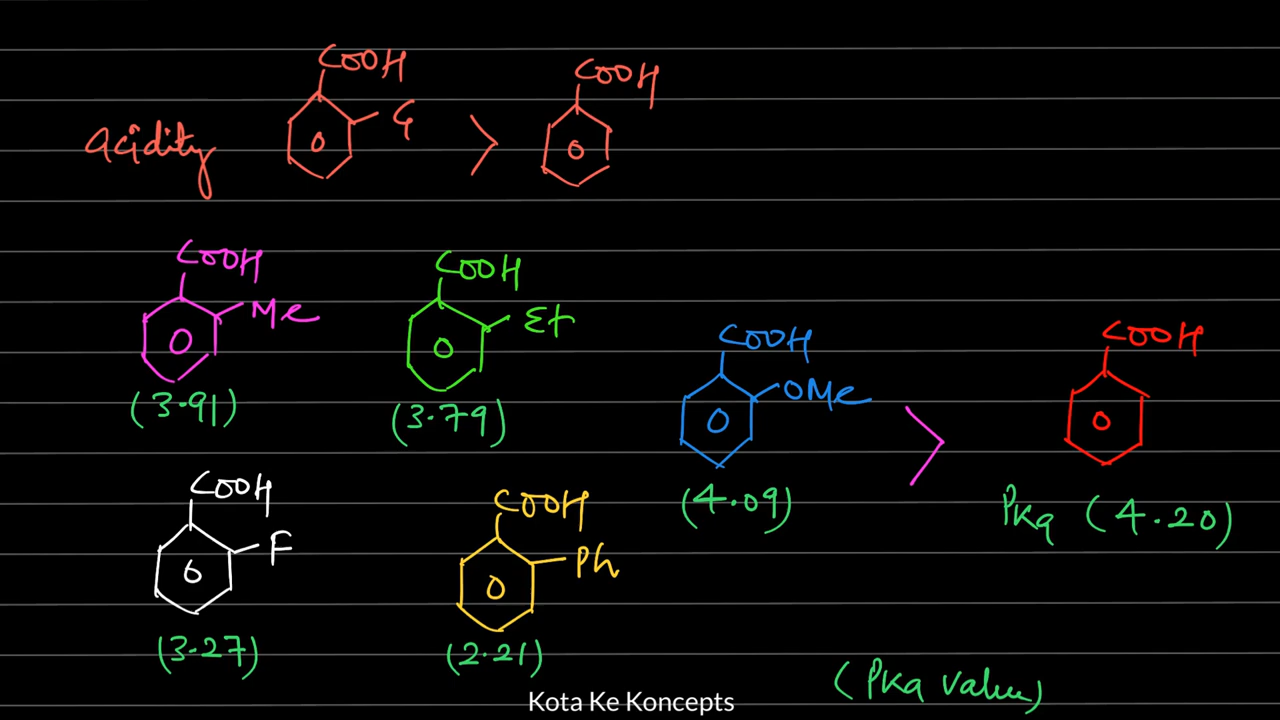 COOH COOH
acidity G >
COOH COOH
Me Et
COOH COOH
OMe >
(3.91) (3.79)
COOH COOH
(4.09) Pka (4.20)
F Ph
(3.27) (2.21)
(Pka value)
Kota Ke Koncepts